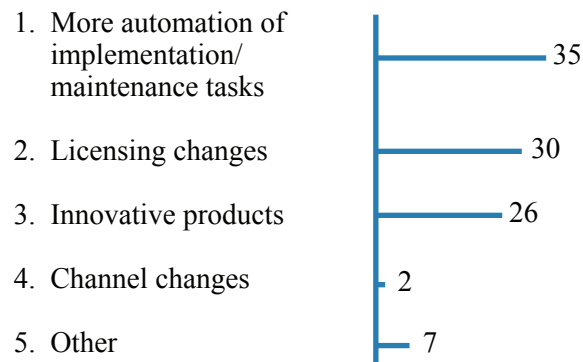 1. More automation of
implementation/
maintenance tasks
35
2. Licensing changes
30
3. Innovative products
26
4. Channel changes
2
5. Other
7